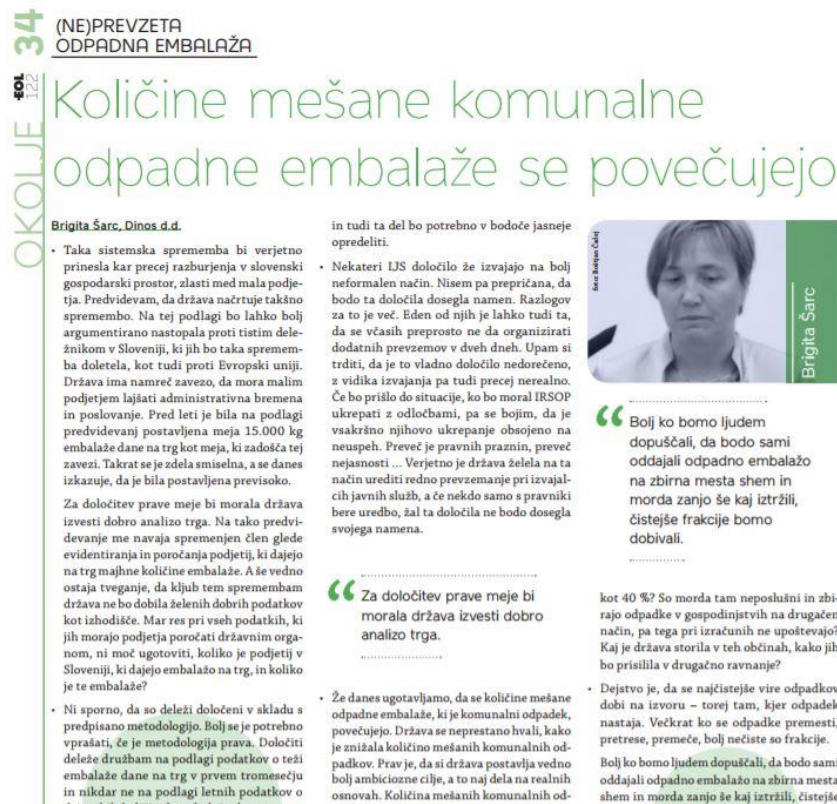 34
(NE)PREVZETA
ODPADNA EMBALAŽA
EOL
122
OKOLJE
Količine mešane komunalne
odpadne embalaže se povečujejo
Brigita Šarc, Dinos d.d.
• Taka sistemska sprememba bi verjetno
prinesla kar precej razburjenja v slovenski
gospodarski prostor, zlasti med mala podje-
tja. Predvidevam, da država načrtuje takšno
spremembo. Na tej podlagi bo lahko bolj
argumentirano nastopala proti tistim dele-
žnikom v Sloveniji, ki jih bo taka spremem-
ba doletela, kot tudi proti Evropski uniji.
Država ima namreč zavezo, da mora malim
podjetjem lajšati administrativna bremena
in poslovanje. Pred leti je bila na podlagi
predvidevanj postavljena meja 15.000 kg
embalaže dane na trg kot meja, ki zadošča tej
zavezi. Takrat se je zdela smiselna, a se danes
izkazuje, da je bila postavljena previsoko.
Za določitev prave meje bi morala država
izvesti dobro analizo trga. Na tako predvi-
devanje me navaja spremenjen člen glede
evidentiranja in poročanja podjetij, ki dajejo
na trg majhne količine embalaže. A še vedno
ostaja tveganje, da kljub tem spremembam
država ne bo dobila želenih dobrih podatkov
kot izhodišče. Mar res pri vseh podatkih, ki
jih morajo podjetja poročati državnim orga-
nom, ni moč ugotoviti, koliko je podjetij v
Sloveniji, ki dajejo embalažo na trg, in koliko
je te embalaže?
• Ni sporno, da so deleži določeni v skladu s
predpisano metodologijo. Bolj se je potrebno
vprašati, če je metodologija prava. Določiti
deleže družbam na podlagi podatkov o teži
embalaže dane na trg v prvem tromesečju
in nikdar ne na podlagi letnih podatkov o
in tudi ta del bo potrebno v bodoče jasneje
opredeliti.
• Nekateri IJS določilo že izvajajo na bolj
neformalen način. Nisem pa prepričana, da
bodo ta določila dosegla namen. Razlogov
za to je več. Eden od njih je lahko tudi ta,
da se včasih preprosto ne da organizirati
dodatnih prevzemov v dveh dneh. Upam si
trditi, da je to vladno določilo nedorečeno,
z vidika izvajanja pa tudi precej nerealno.
Če bo prišlo do situacije, ko bo moral IRSOP
ukrepati z odločbami, pa se bojim, da je
vsakršno njihovo ukrepanje obsojeno na
neuspeh. Preveč je pravnih praznin, preveč
nejasnosti ... Verjetno je država želela na ta
način urediti redno prevzemanje pri izvajal-
cih javnih služb, a če nekdo samo s pravniki
bere uredbo, žal ta določila ne bodo dosegla
svojega namena.
“ Za določitev prave meje bi
morala država izvesti dobro
analizo trga.
• Že danes ugotavljamo, da se količine mešane
odpadne embalaže, ki je komunalni odpadek,
povečujejo. Država se neprestano hvali, kako
je znižala količino mešanih komunalnih od-
padkov. Prav je, da si država postavlja vedno
bolj ambiciozne cilje, a to naj dela na realnih
osnovah. Količina mešanih komunalnih od-
foto: Boštjan Čadej
Brigita Šarc
“ Bolj ko bomo ljudem
dopuščali, da bodo sami
oddajali odpadno embalažo
na zbirna mesta shem in
morda zanjo še kaj iztržili,
čistejše frakcije bomo
dobivali.
kot 40 %? So morda tam neposlušni in zbi-
rajo odpadke v gospodinjstvih na drugačen
način, pa tega pri izračunih ne upoštevajo?
Kaj je država storila v teh občinah, kako jih
bo prisilila v drugačno ravnanje?
• Dejstvo je, da se najčistejše vire odpadkov
dobi na izvoru – torej tam, kjer odpadek
nastaja. Večkrat ko se odpadke premesti,
pretrese, premeče, bolj nečiste so frakcije.
Bolj ko bomo ljudem dopuščali, da bodo sami
oddajali odpadno embalažo na zbirna mesta
shem in morda zanjo še kaj iztržili, čistejše